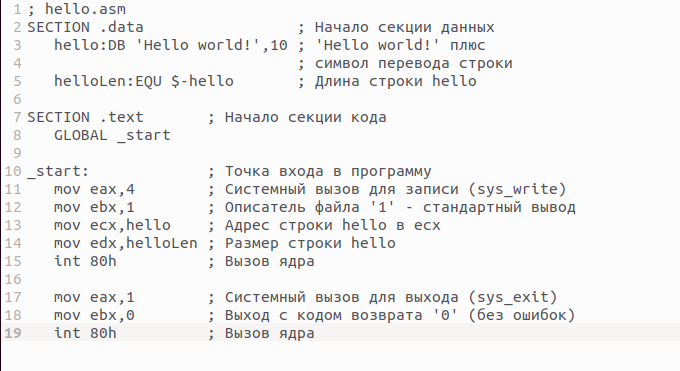 1 ; hello.asm
2 SECTION .data ; Начало секции данных
3 hello:DB 'Hello world!',10 ; 'Hello world!' плюс
4 ; символ перевода строки
5 helloLen:EQU $-hello ; Длина строки hello
6
7 SECTION .text ; Начало секции кода
8 GLOBAL _start
9
10 _start: ; Точка входа в программу
11 mov eax,4 ; Системный вызов для записи (sys_write)
12 mov ebx,1 ; Описатель файла '1' - стандартный вывод
13 mov ecx,hello ; Адрес строки hello в ecx
14 mov edx,helloLen ; Размер строки hello
15 int 80h ; Вызов ядра
16
17 mov eax,1 ; Системный вызов для выхода (sys_exit)
18 mov ebx,0 ; Выход с кодом возврата '0' (без ошибок)
19 int 80h ; Вызов ядра